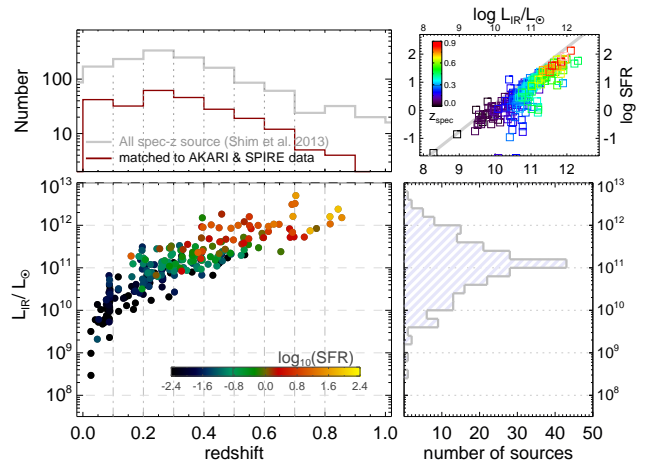 log L_IR/L_⊙
8 9 10 11 12
Number
100
10
All spec-z source (Shim et al. 2013)
matched to AKARI & SPIRE data
0.9
0.6
0.3
0.0
Z_spec
2
1
0
-1
log SFR
8 9 10 11 12
L_IR/ L_⊙
10^13
10^12
10^11
10^10
10^9
10^8
log_10(SFR)
-2.4 -1.6 -0.8 0.0 0.8 1.6 2.4
0.0 0.2 0.4 0.6 0.8 1.0
redshift
10^13
10^12
10^11
10^10
10^9
10^8
10 20 30 40 50
number of sources